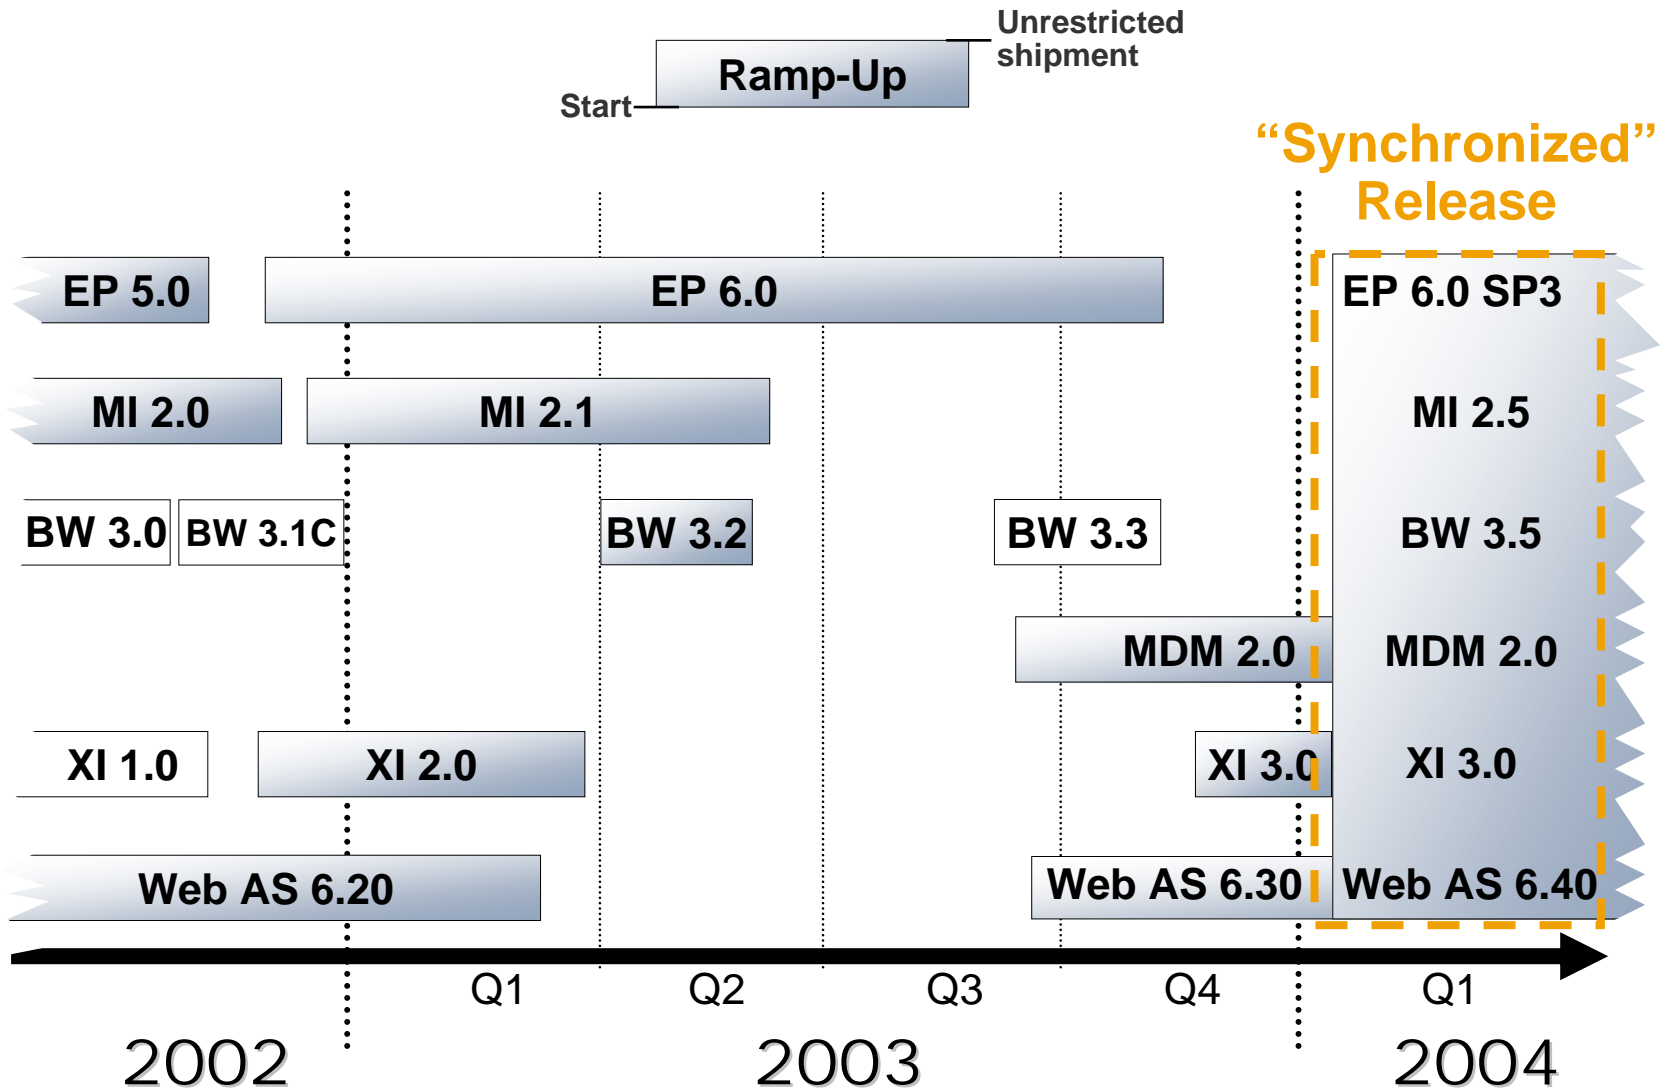 Unrestricted
shipment
Ramp-Up
Start
“Synchronized”
Release
EP 5.0
EP 6.0
EP 6.0 SP3
MI 2.0
MI 2.1
MI 2.5
BW 3.0
BW 3.1C
BW 3.2
BW 3.3
BW 3.5
MDM 2.0
MDM 2.0
XI 1.0
XI 2.0
XI 3.0
XI 3.0
Web AS 6.20
Web AS 6.30
Web AS 6.40
Q1
Q2
Q3
Q4
Q1
2002
2003
2004